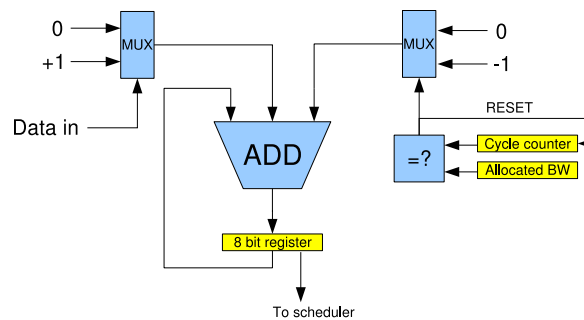 0
MUX
MUX
0
+1
-1
RESET
Data in
ADD
=?
Cycle counter
Allocated BW
8 bit register
To scheduler